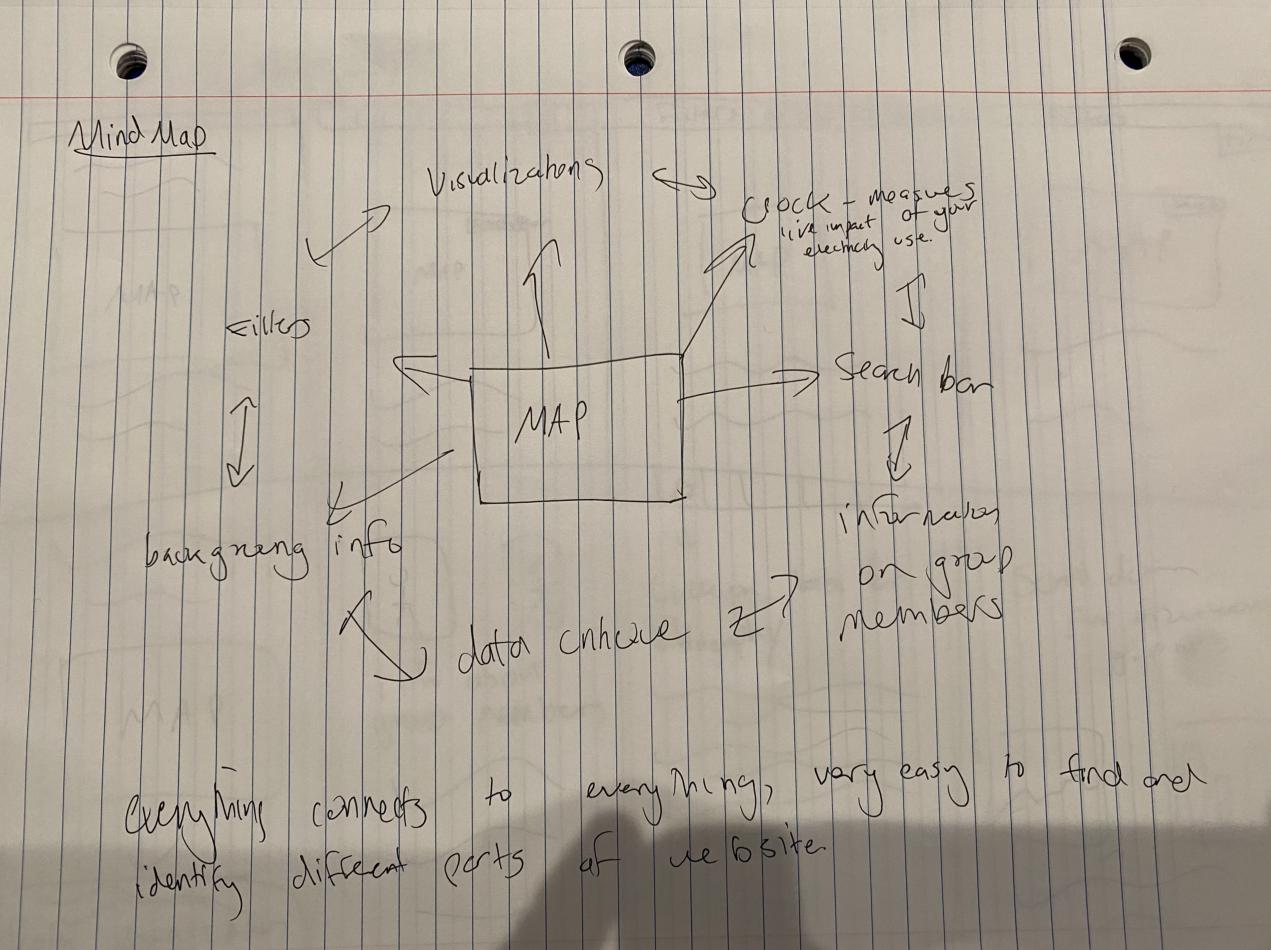 Mind Map
Visualizations
Clock - measures
live impact of your
electricity use.
Filters
MAP
Search bar
background info
information
on group
members
data
everything connects to everything, very easy to find and
identify different parts of website